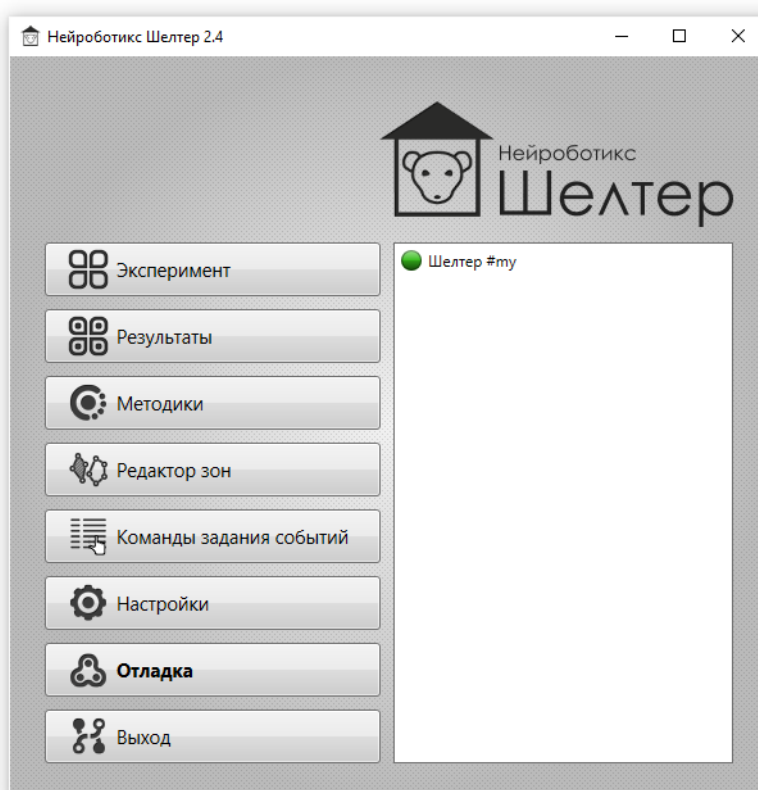 Нейроботикс Шелтер 2.4
Нейроботикс
Шелтер
Эксперимент
Результаты
Методики
Редактор зон
Команды задания событий
Настройки
Отладка
Выход
Шелтер #my